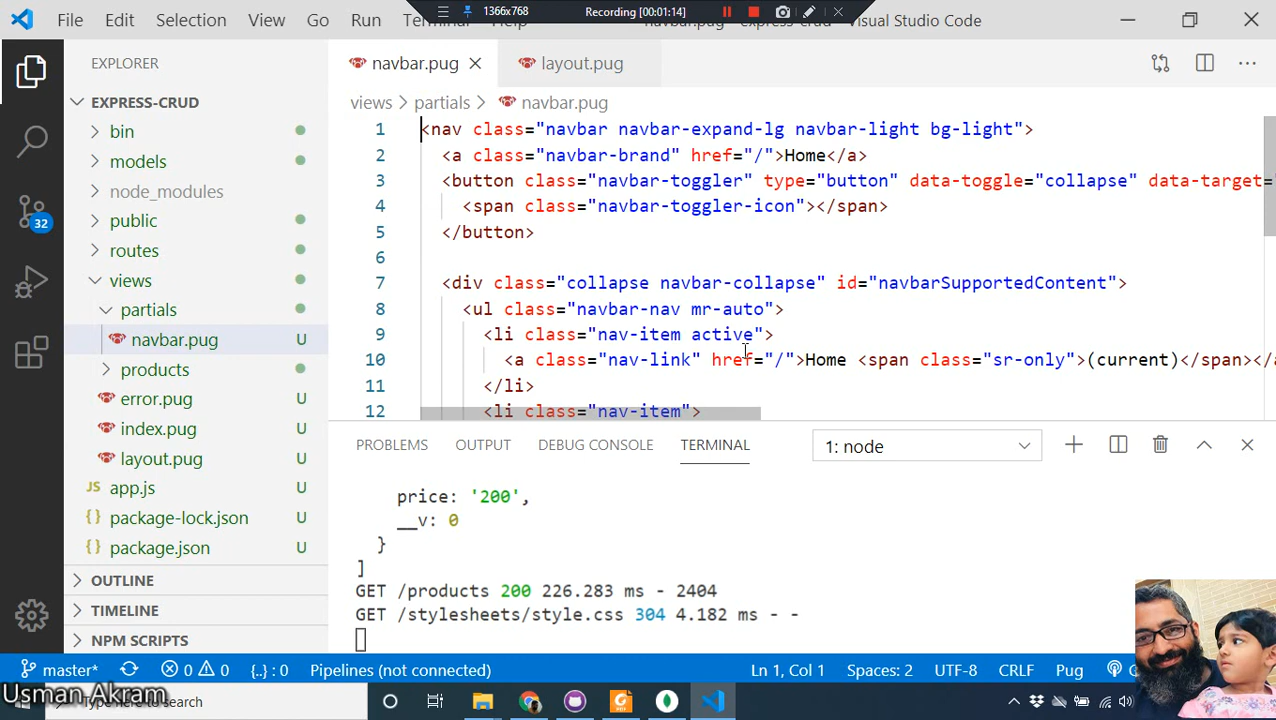 File Edit Selection View Go Run Terminal Help Visual Studio Code
1366x768 Recording [00:01:14]
EXPLORER
navbar.pug layout.pug
EXPRESS-CRUD
bin
models
node_modules
public
routes
views
partials
navbar.pug U
products
error.pug U
index.pug U
layout.pug U
JS app.js U
{} package-lock.json U
{} package.json U
OUTLINE
TIMELINE
NPM SCRIPTS
32
views > partials > navbar.pug
1 <nav class="navbar navbar-expand-lg navbar-light bg-light">
2 <a class="navbar-brand" href="/">Home</a>
3 <button class="navbar-toggler" type="button" data-toggle="collapse" data-target="
4 <span class="navbar-toggler-icon"></span>
5 </button>
6
7 <div class="collapse navbar-collapse" id="navbarSupportedContent">
8 <ul class="navbar-nav mr-auto">
9 <li class="nav-item active">
10 <a class="nav-link" href="/">Home <span class="sr-only">(current)</span></a
11 </li>
12 <li class="nav-item">
PROBLEMS OUTPUT DEBUG CONSOLE TERMINAL 1: node
price: '200',
__v: 0
}
]
GET /products 200 226.283 ms - 2404
GET /stylesheets/style.css 304 4.182 ms - -
master* 0 0 {..} : 0 Pipelines (not connected) Ln 1, Col 1 Spaces: 2 UTF-8 CRLF Pug
Usman Akram
here to search